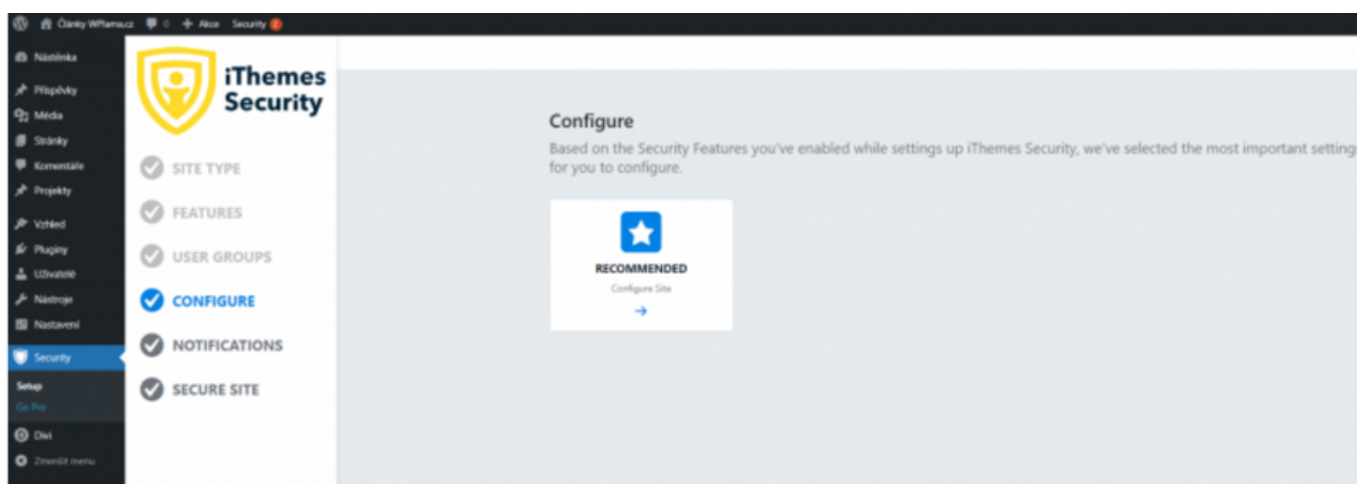 Články WPlama.cz 0 + Akce Security
Nástěnka
Příspěvky
Média
Stránky
Komentáře
Projekty
Vzhled
Pluginy
Uživatelé
Nástroje
Nastavení
Security
Setup
Go Pro
Divi
Zmenšit menu
iThemes
Security
SITE TYPE
FEATURES
USER GROUPS
CONFIGURE
NOTIFICATIONS
SECURE SITE
Configure
Based on the Security Features you've enabled while settings up iThemes Security, we've selected the most important settings
for you to configure.
RECOMMENDED
Configure Site